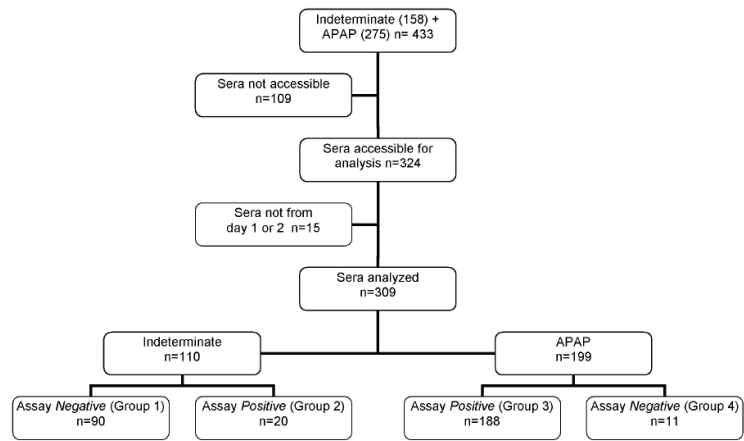 Indeterminate (158) +
APAP (275) n= 433
Sera not accessible
n=109
Sera accessible for
analysis n=324
Sera not from
day 1 or 2 n=15
Sera analyzed
n=309
Indeterminate
n=110
APAP
n=199
Assay Negative (Group 1)
n=90
Assay Positive (Group 2)
n=20
Assay Positive (Group 3)
n=188
Assay Negative (Group 4)
n=11